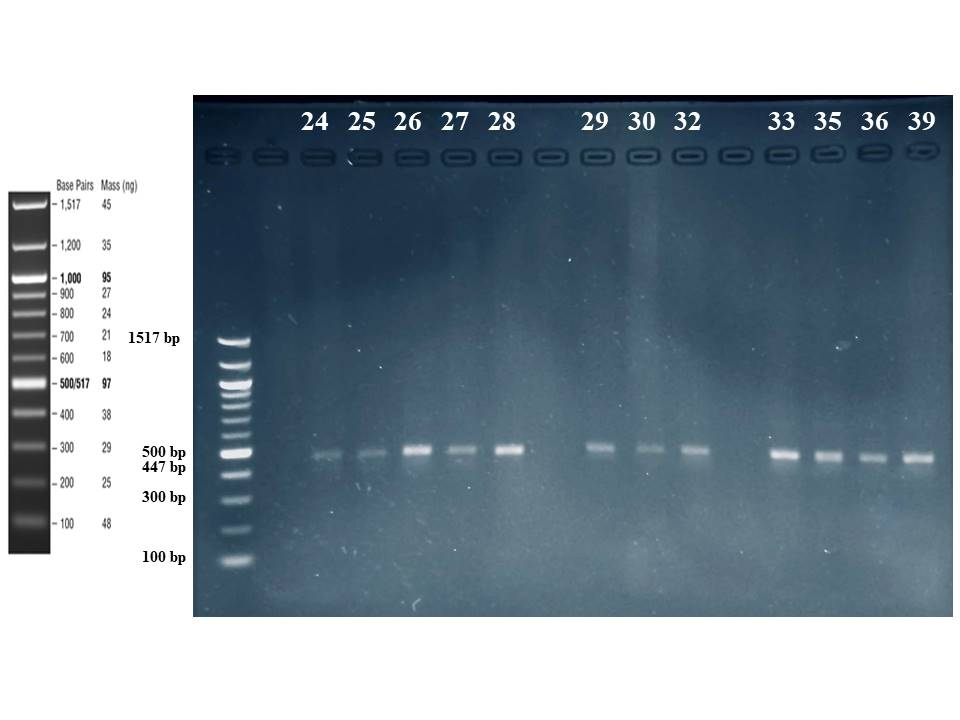 24 25 26 27 28 29 30 32 33 35 36 39
Base Pairs Mass (ng)
1,517 45
1,200 35
1,000 95
900 27
800 24
700 21
600 18
500/517 97
400 38
300 29
200 25
100 48
1517 bp
500 bp
447 bp
300 bp
100 bp